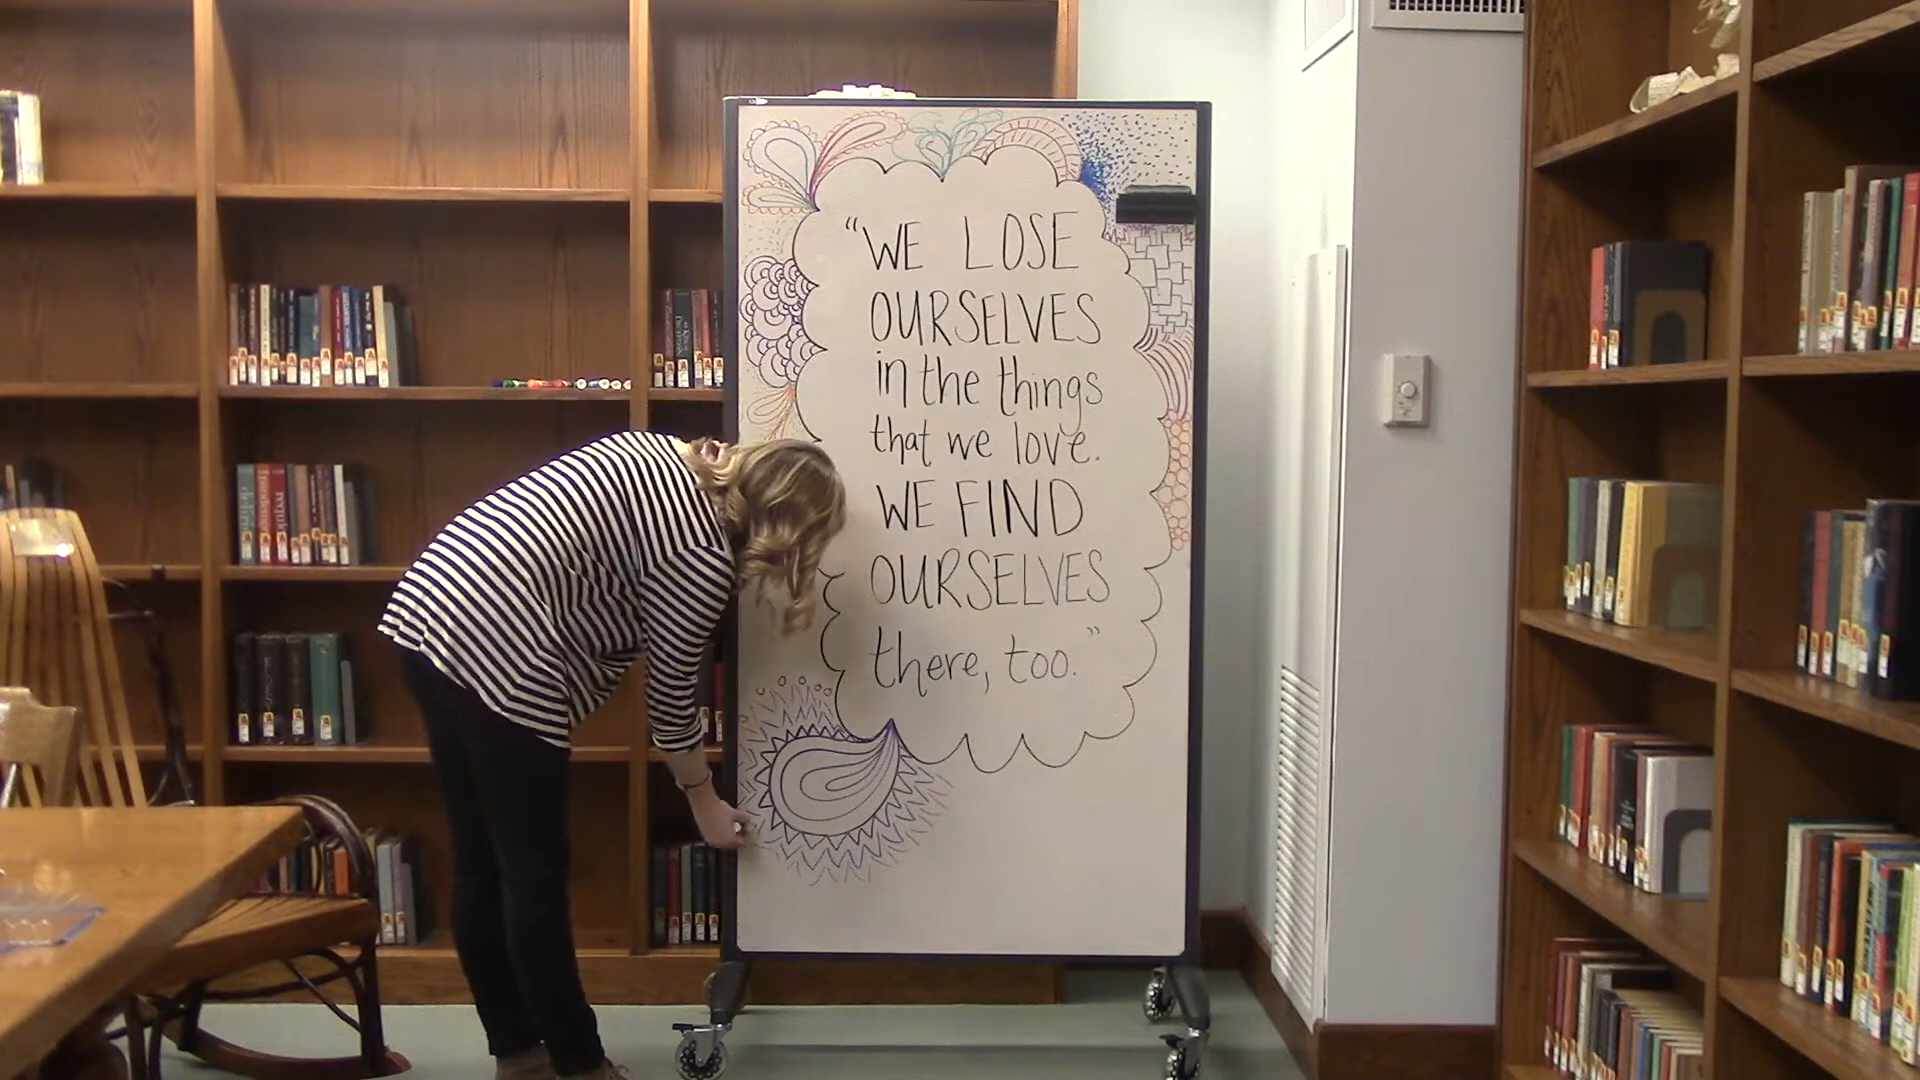 “WE LOSE
OURSELVES
in the things
that we love.
WE FIND
OURSELVES
there, too.”